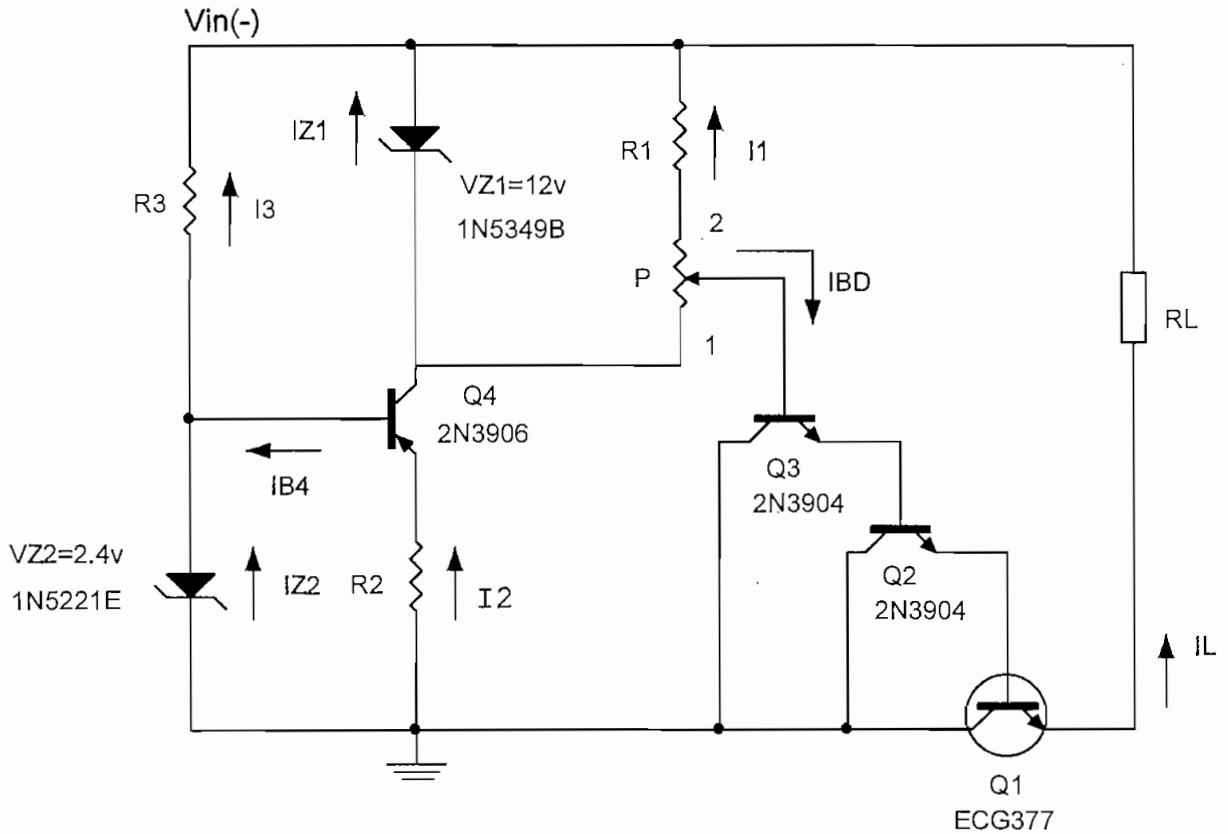 Vin(-)
IZ1
R1
I1
R3
I3
VZ1=12v
1N5349B
2
P
IBD
RL
1
Q4
2N3906
IB4
Q3
2N3904
VZ2=2.4v
1N5221E
IZ2
R2
I2
Q2
2N3904
IL
Q1
ECG377